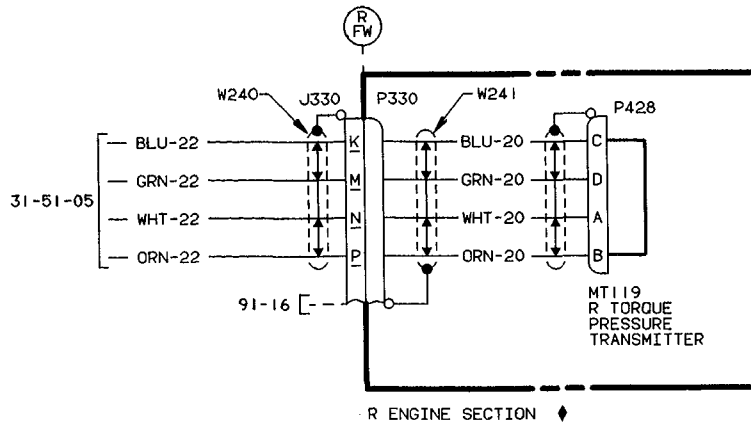 R
FW
W240 J330 P330 W241 P428
BLU-22 K BLU-20 C
GRN-22 M GRN-20 D
31-51-05
WHT-22 N WHT-20 A
ORN-22 P ORN-20 B
91-16
MT119
R TORQUE
PRESSURE
TRANSMITTER
R ENGINE SECTION